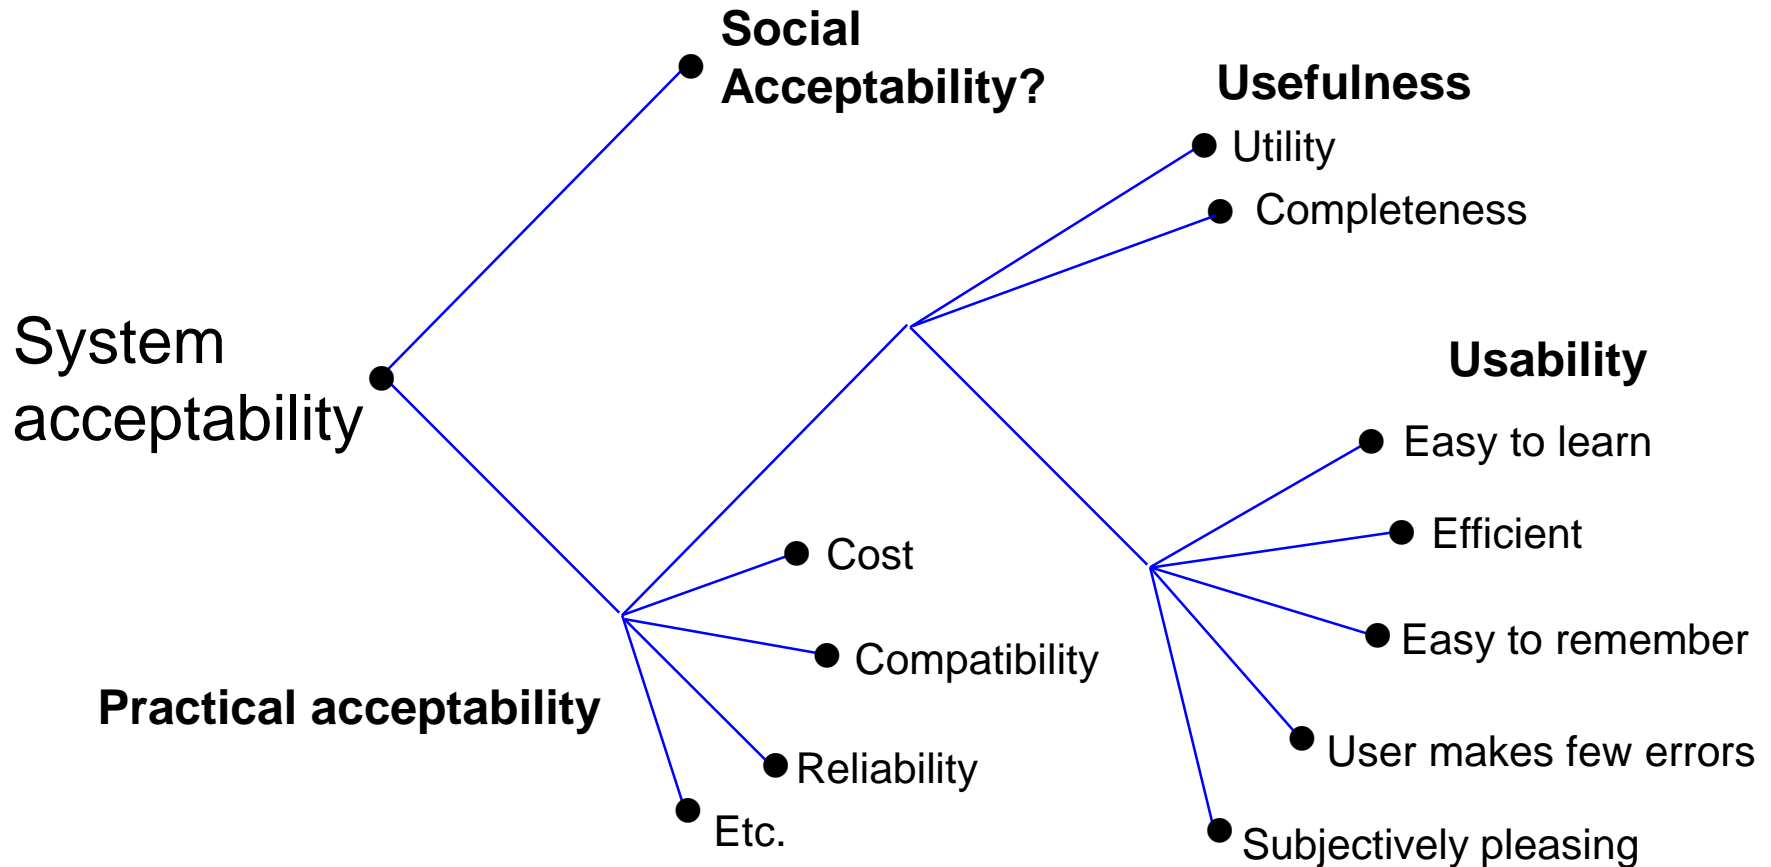 Social
Acceptability?
Usefulness
Utility
Completeness
System
acceptability
Usability
Easy to learn
Efficient
Easy to remember
User makes few errors
Subjectively pleasing
Cost
Compatibility
Practical acceptability
Reliability
Etc.